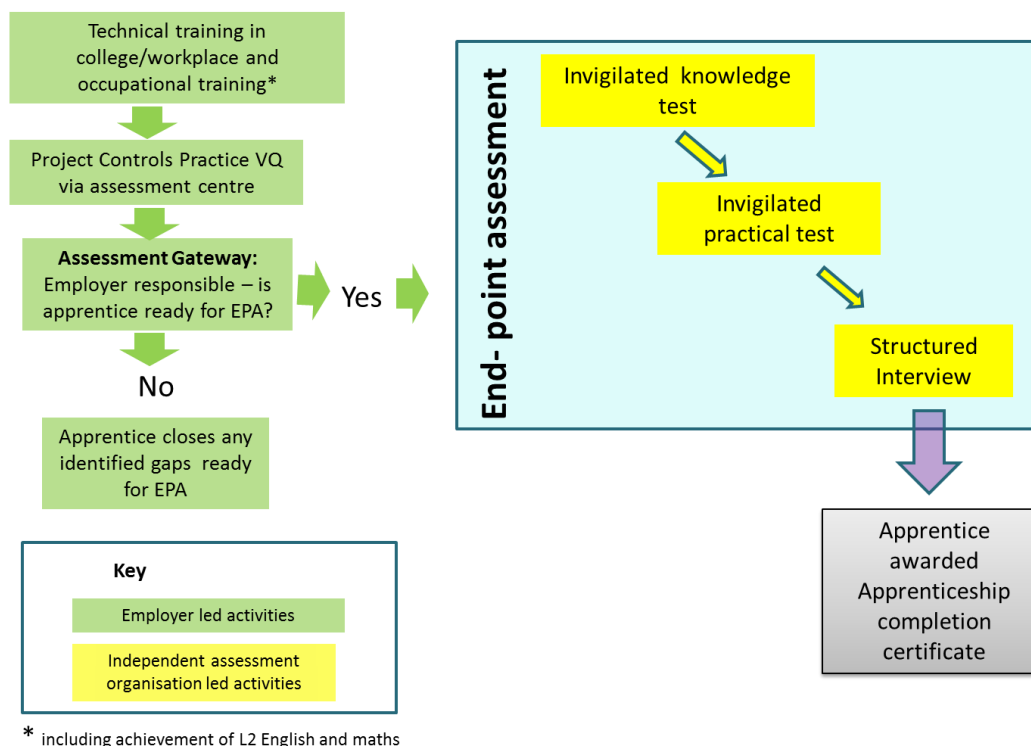 Technical training in
college/workplace and
occupational training*
Project Controls Practice VQ
via assessment centre
Assessment Gateway:
Employer responsible – is
apprentice ready for EPA?
Yes
No
Apprentice closes any
identified gaps ready
for EPA
End- point assessment
Invigilated knowledge
test
Invigilated
practical test
Structured
Interview
Apprentice
awarded
Apprenticeship
completion
certificate
Key
Employer led activities
Independent assessment
organisation led activities
* including achievement of L2 English and maths